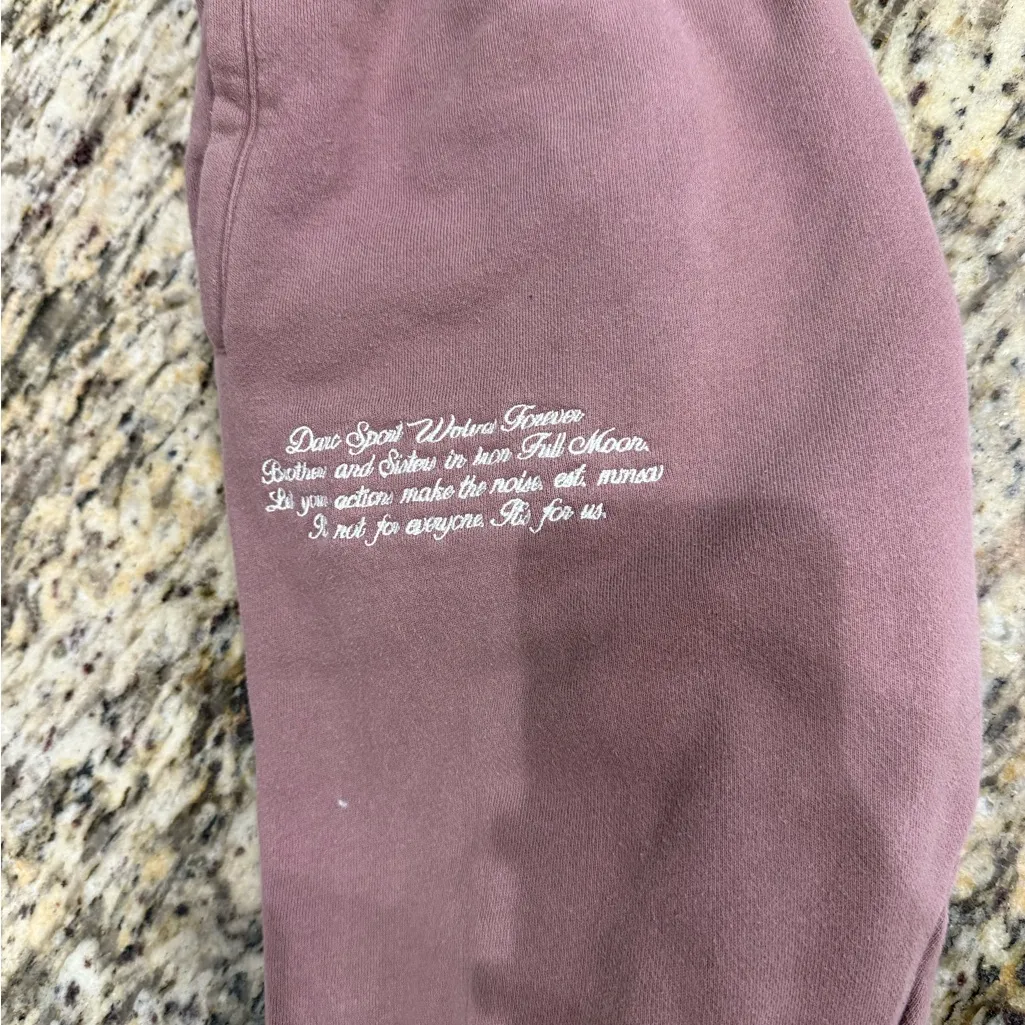 Darc Sport Wolves Forever
Brothers and Sisters in Iron Full Moon.
Let your actions make the noise. est. mmxv
It not for everyone. It's for us.